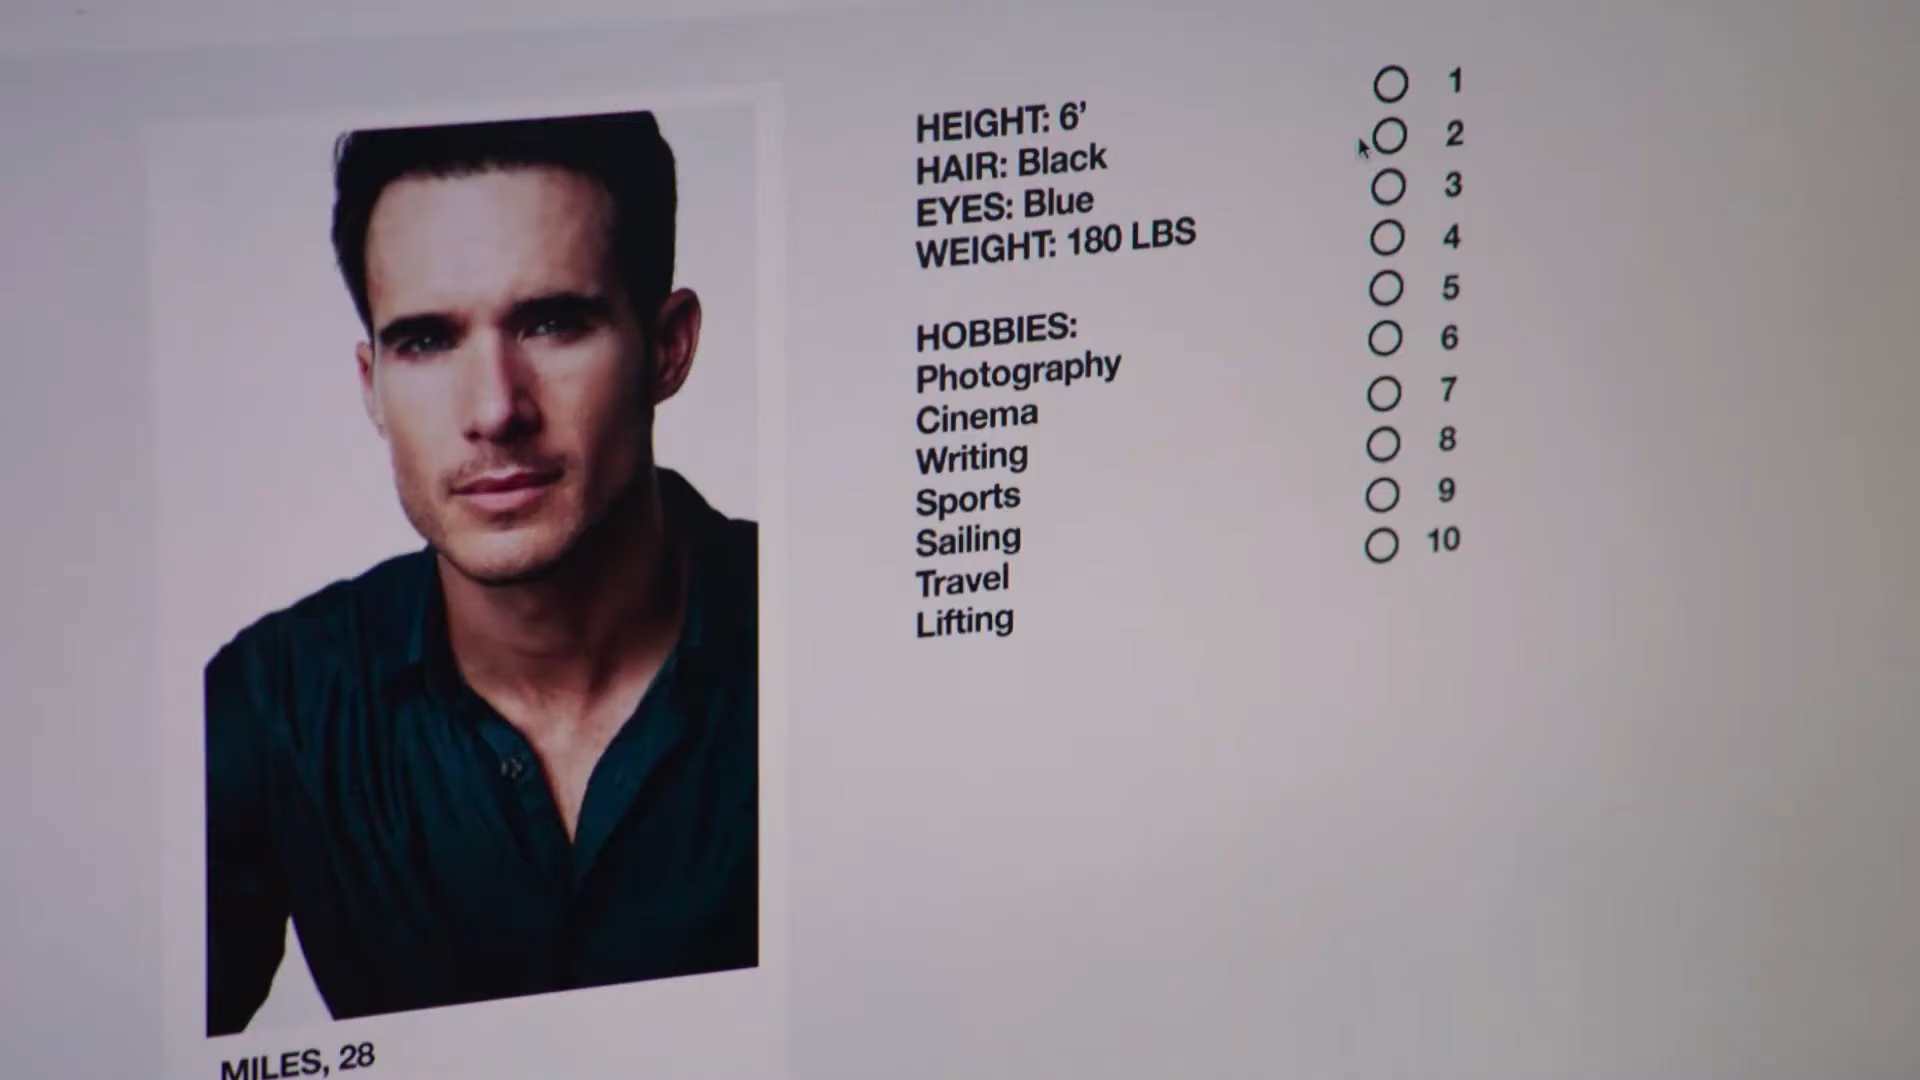 HEIGHT: 6’
HAIR: Black
EYES: Blue
WEIGHT: 180 LBS
HOBBIES:
Photography
Cinema
Writing
Sports
Sailing
Travel
Lifting
1
2
3
4
5
6
7
8
9
10
MILES, 28